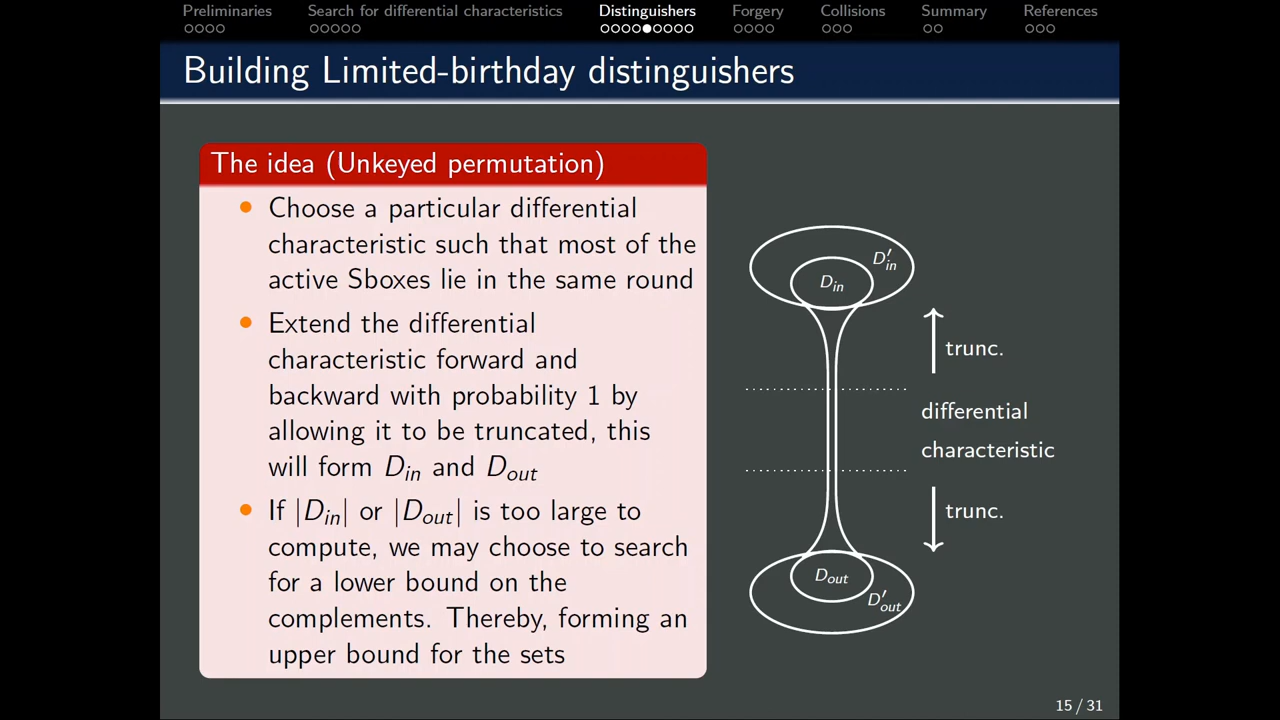 Preliminaries Search for differential characteristics Distinguishers Forgery Collisions Summary References
Building Limited-birthday distinguishers
The idea (Unkeyed permutation)
Choose a particular differential
characteristic such that most of the
active Sboxes lie in the same round
Extend the differential
characteristic forward and
backward with probability 1 by
allowing it to be truncated, this
will form D_in and D_out
If |D_in| or |D_out| is too large to
compute, we may choose to search
for a lower bound on the
complements. Thereby, forming an
upper bound for the sets
D'_in
D_in
trunc.
differential
characteristic
trunc.
D_out
D'_out
15 / 31